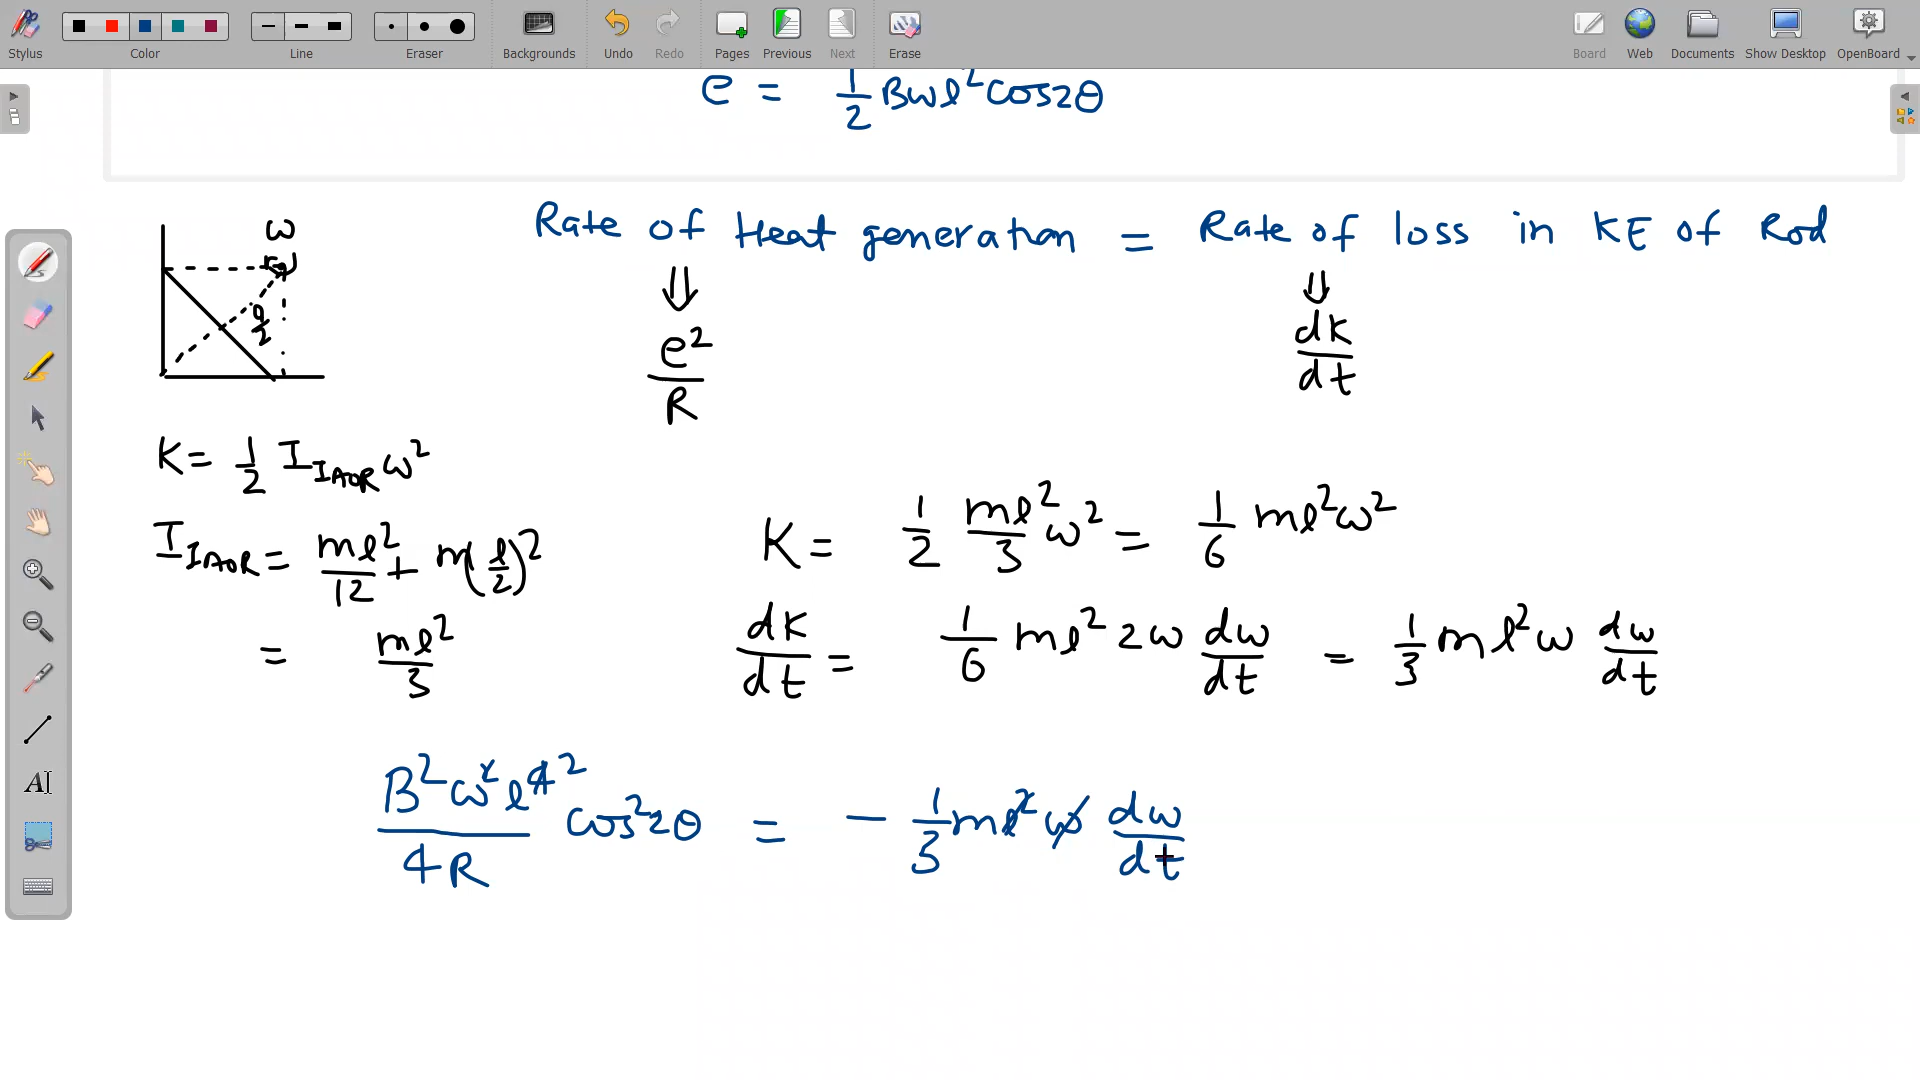 Stylus Color Line Eraser Backgrounds Undo Redo Pages Previous Next Erase Board Web Documents Show Desktop OpenBoard
e = 1/2 Bωl² cos2θ
Rate of Heat generation = Rate of loss in KE of Rod
ω
l/2
⇓ ⇓
e²/R dK/dt
K = 1/2 I_IAOR ω²
I_IAOR = ml²/12 + m(l/2)²
= ml²/3
K = 1/2 ml²/3 ω² = 1/6 ml²ω²
dK/dt = 1/6 ml² 2ω dω/dt = 1/3 ml²ω dω/dt
B²ω²l⁴ ²/4R cos²2θ = - 1/3 ml²ω dω/dt
AI